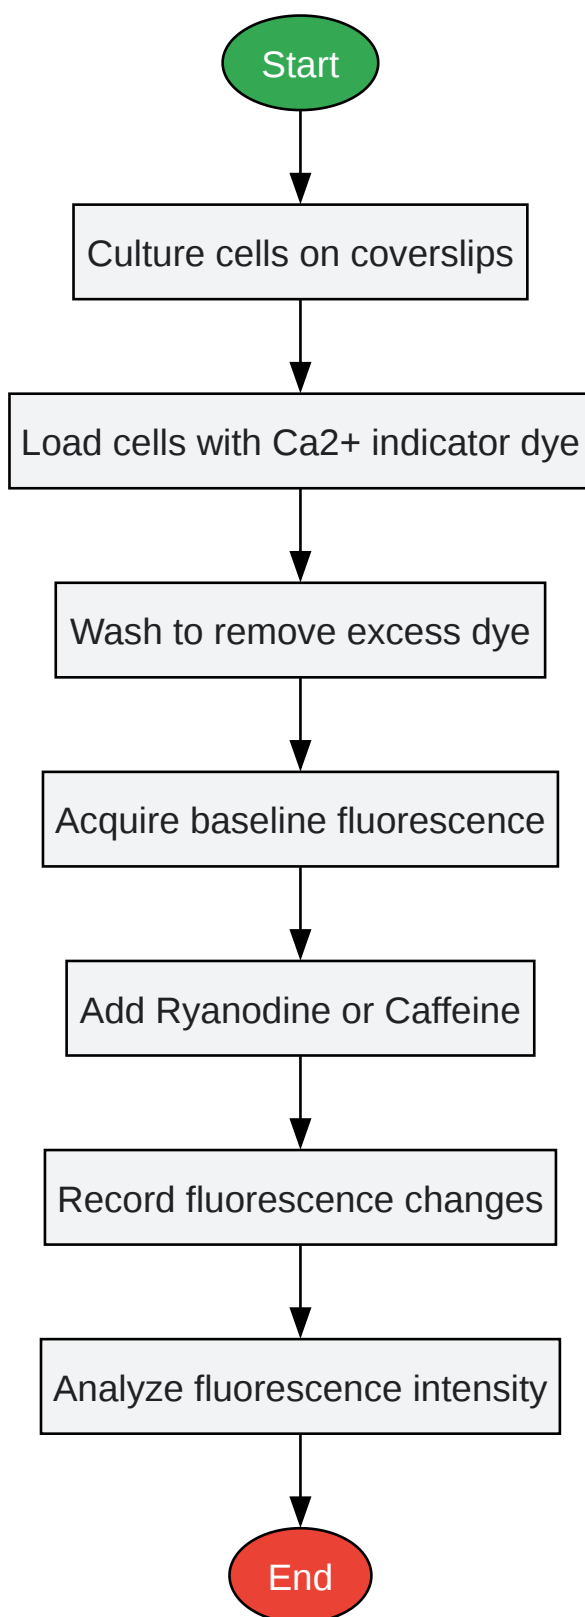 Start
Culture cells on coverslips
Load cells with Ca2+ indicator dye
Wash to remove excess dye
Acquire baseline fluorescence
Add Ryanodine or Caffeine
Record fluorescence changes
Analyze fluorescence intensity
End